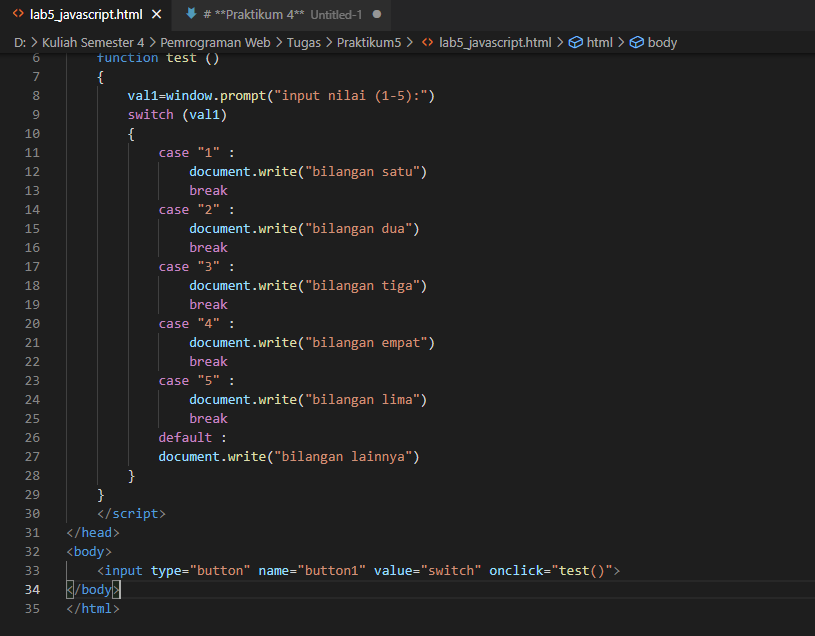 lab5_javascript.html # **Praktikum 4** Untitled-1
D: > Kuliah Semester 4 > Pemrograman Web > Tugas > Praktikum5 > lab5_javascript.html > html > body
6 function test ()
7 {
8 val1=window.prompt("input nilai (1-5):")
9 switch (val1)
10 {
11 case "1" :
12 document.write("bilangan satu")
13 break
14 case "2" :
15 document.write("bilangan dua")
16 break
17 case "3" :
18 document.write("bilangan tiga")
19 break
20 case "4" :
21 document.write("bilangan empat")
22 break
23 case "5" :
24 document.write("bilangan lima")
25 break
26 default :
27 document.write("bilangan lainnya")
28 }
29 }
30 </script>
31 </head>
32 <body>
33 <input type="button" name="button1" value="switch" onclick="test()">
34 </body>
35 </html>